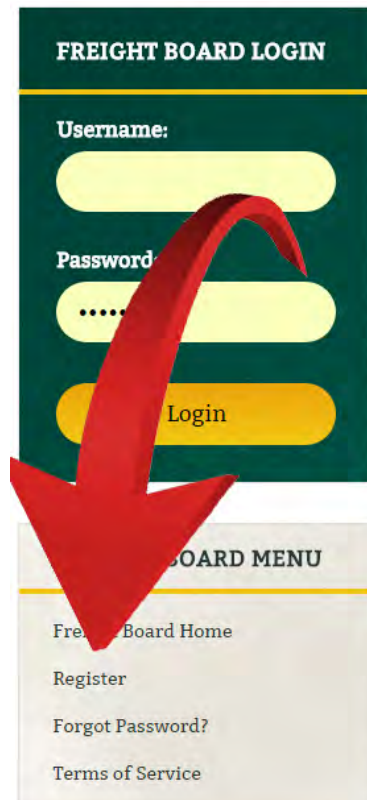 FREIGHT BOARD LOGIN
Username:
Password:
Login
BOARD MENU
Board Home
Register
Forgot Password?
Terms of Service